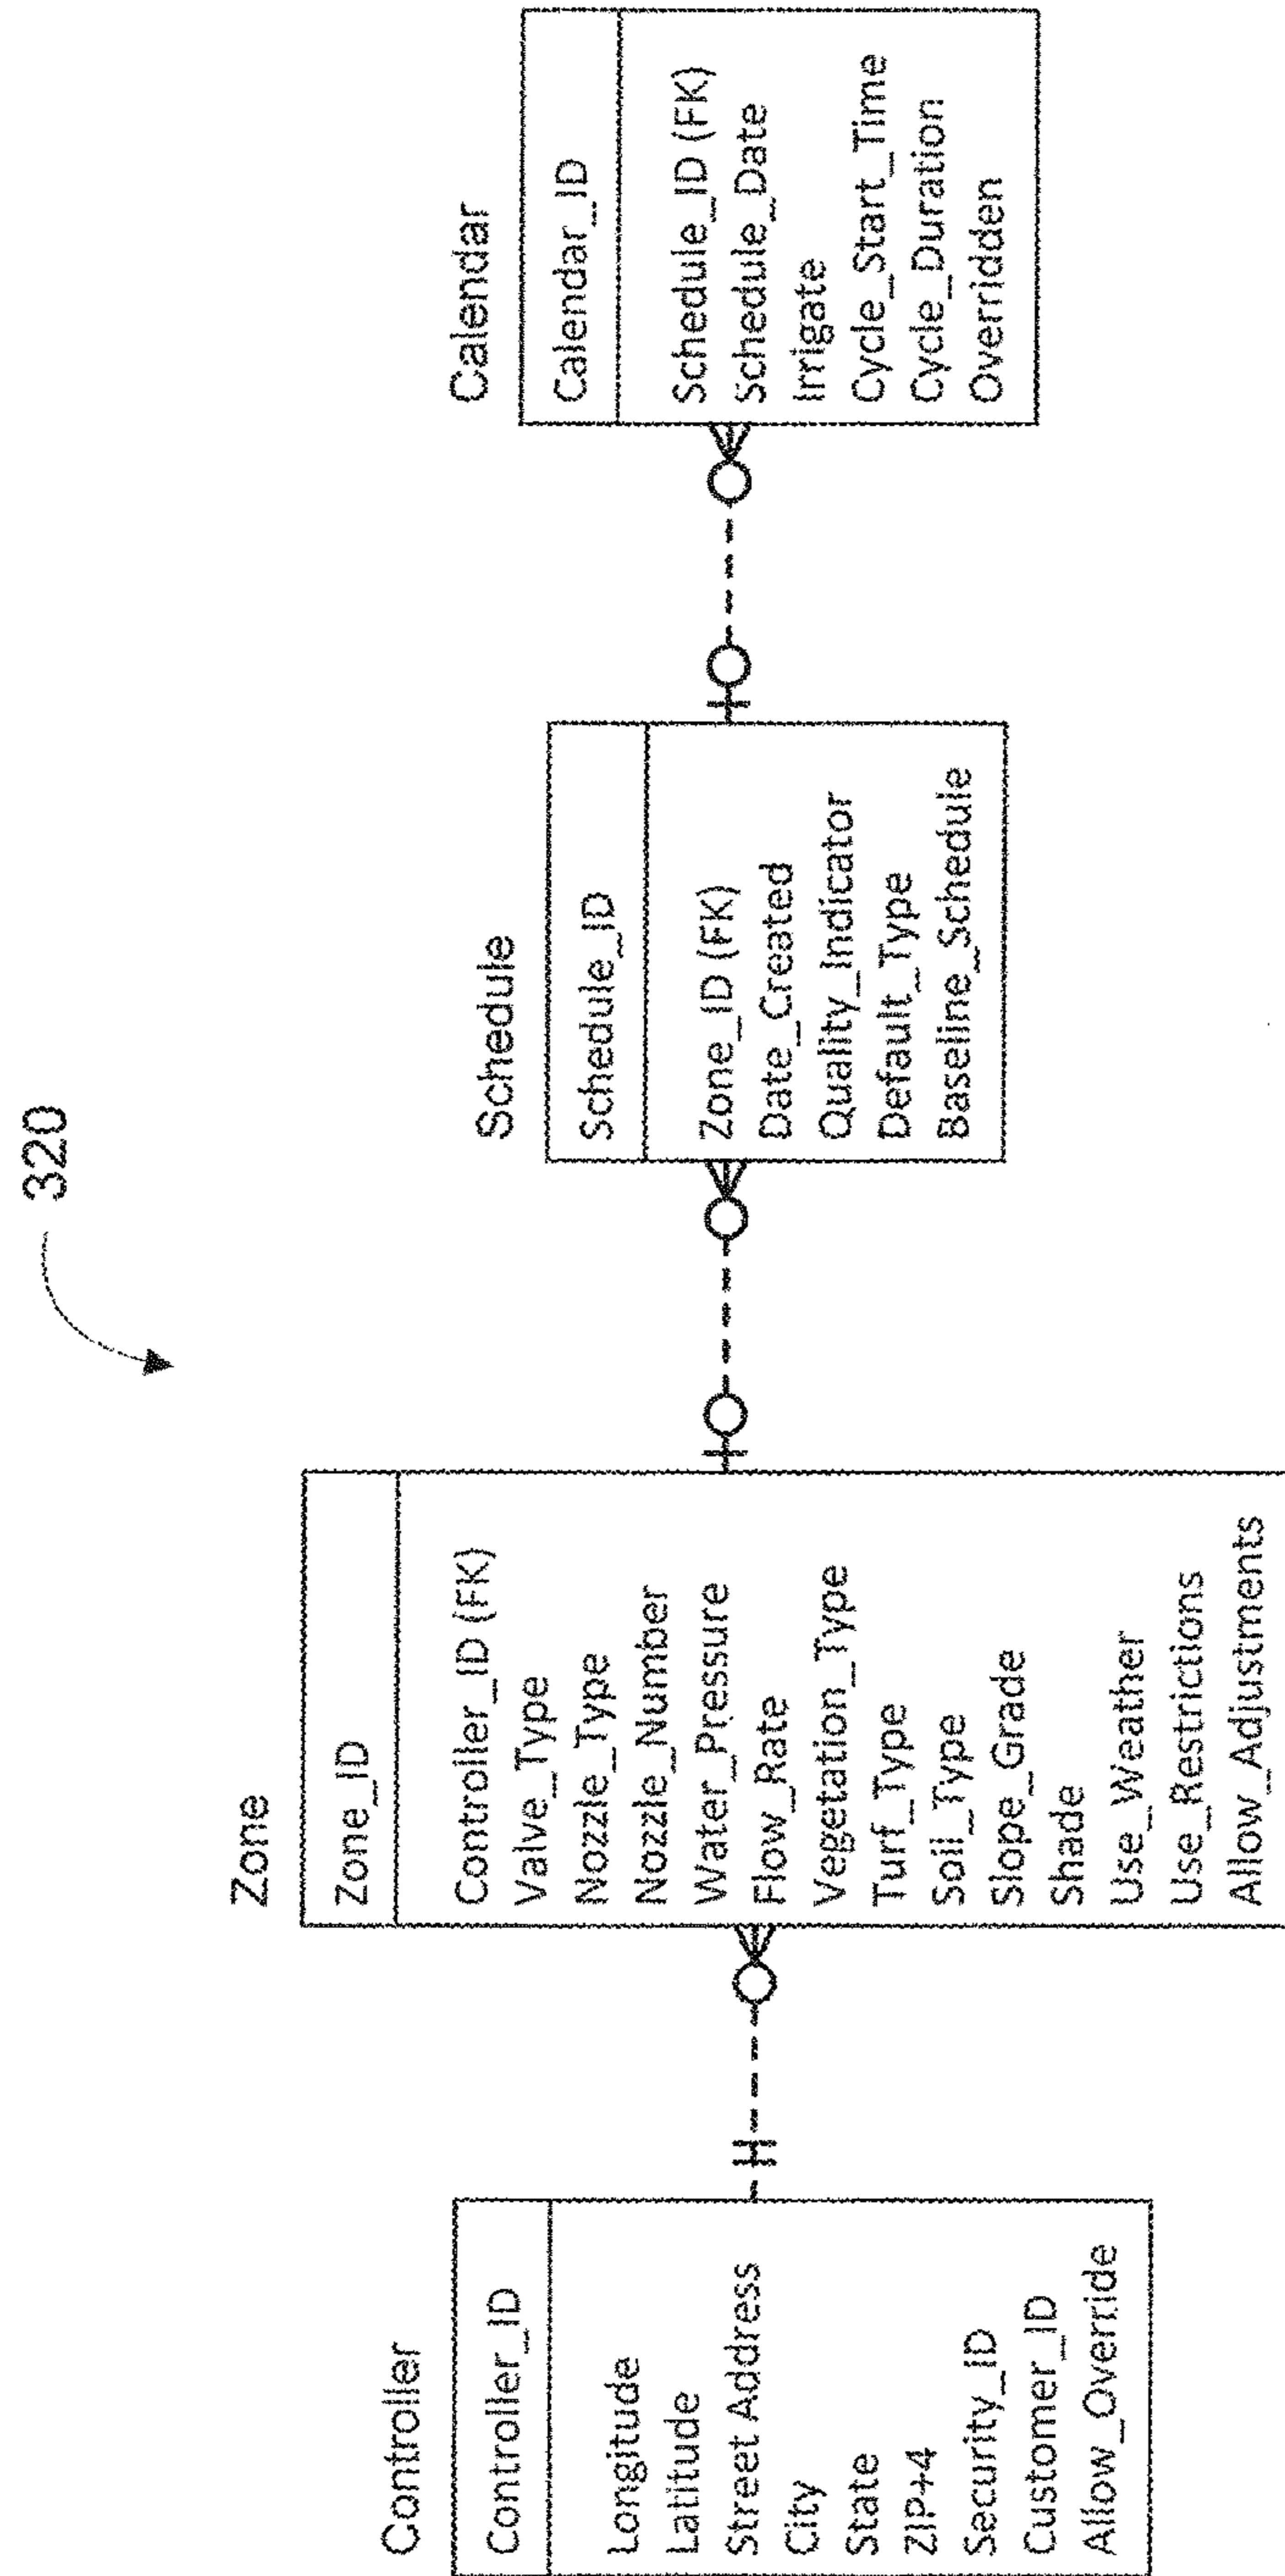 320
Controller
Controller_ID
Longitude
Latitude
Street Address
City
State
ZIP+4
Security_ID
Customer_ID
Allow_Override
Zone
Zone_ID
Controller_ID (FK)
Valve_Type
Nozzle_Type
Nozzle_Number
Water_Pressure
Flow_Rate
Vegetation_Type
Turf_Type
Soil_Type
Slope_Grade
Shade
Use_Weather
Use_Restrictions
Allow_Adjustments
Schedule
Schedule_ID
Zone_ID (FK)
Date_Created
Quality_Indicator
Default_Type
Baseline_Schedule
Calendar
Calendar_ID
Schedule_ID (FK)
Schedule_Date
Irrigate
Cycle_Start_Time
Cycle_Duration
Overridden